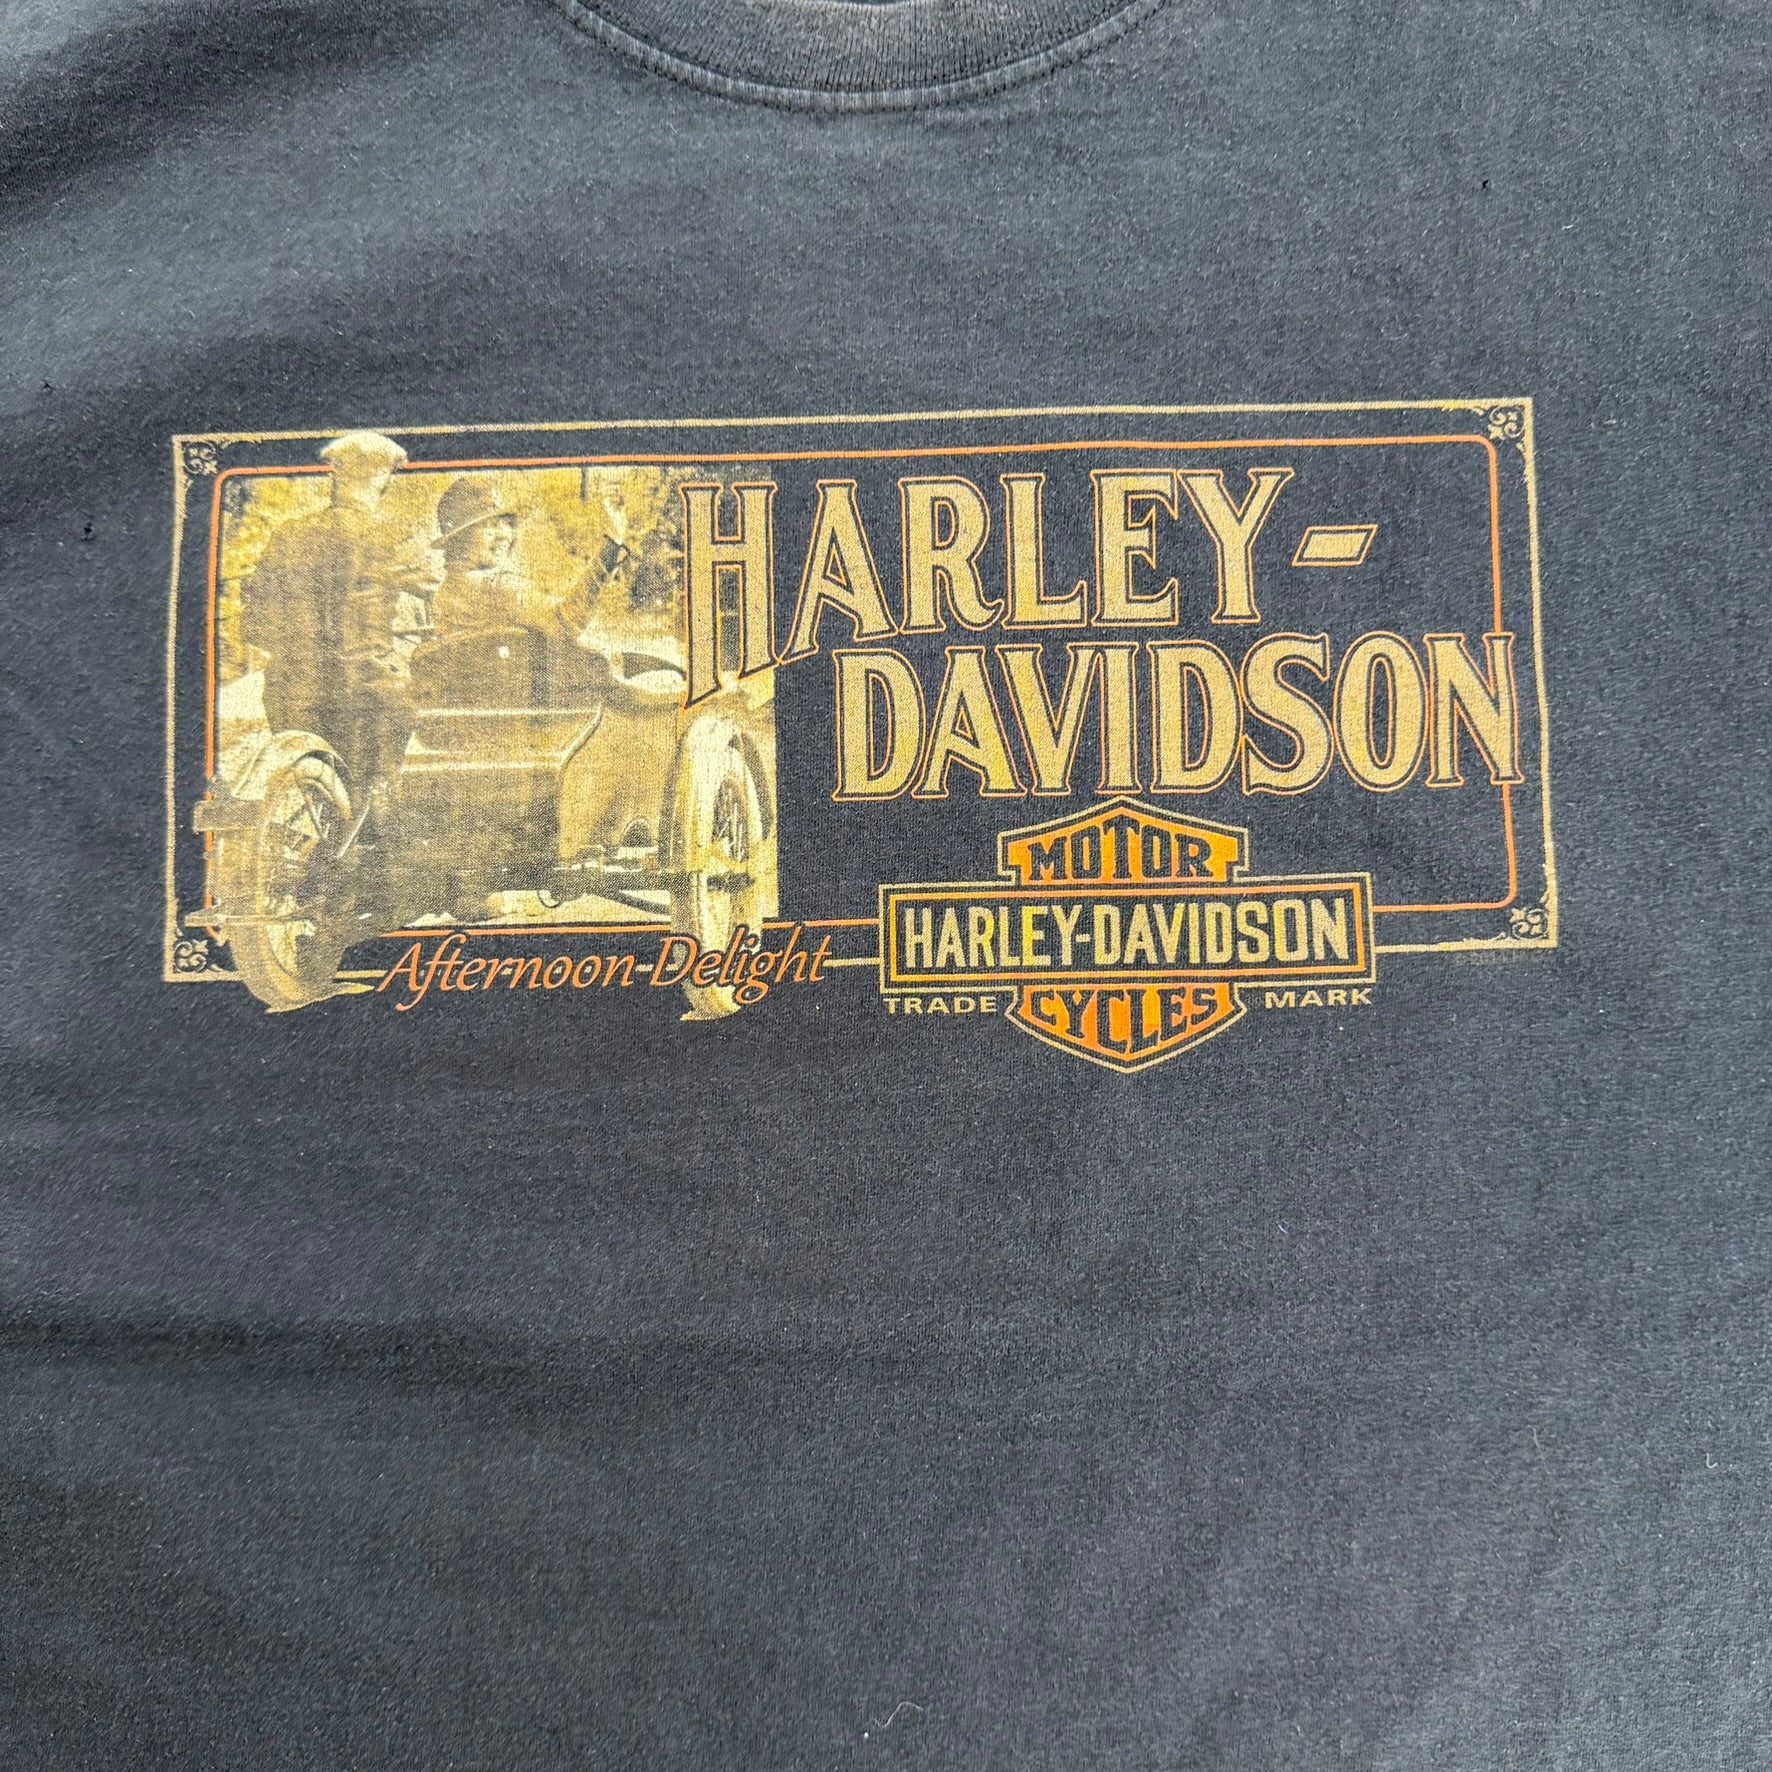 HARLEY-
DAVIDSON
MOTOR
HARLEY-DAVIDSON
CYCLES
TRADE MARK
Afternoon Delight